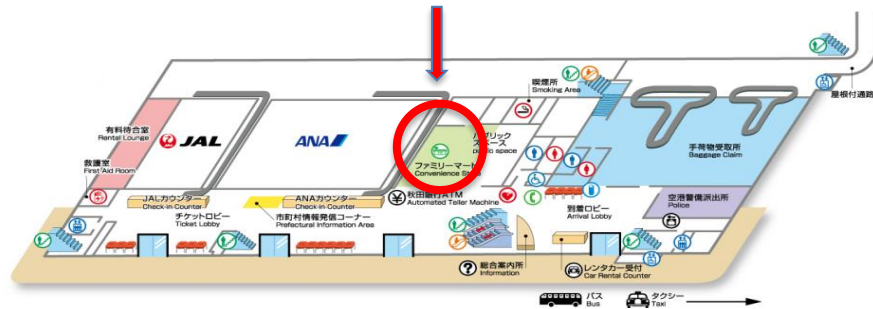 喫煙所
Smoking Area
屋根付通路
有料待合室
Rental Lounge
JAL
ANA
パブリック
スペース
public space
手荷物受取所
Baggage Claim
救護室
First Aid Room
ファミリーマート
Convenience Store
JALカウンター
Check-in Counter
ANAカウンター
Check-in Counter
秋田銀行ATM
Automated Teller Machine
空港警備派出所
Police
チケットロビー
Ticket Lobby
市町村情報発信コーナー
Prefectural Information Area
到着ロビー
Arrival Lobby
?
総合案内所
Information
レンタカー受付
Car Rental Counter
バス
Bus
タクシー
Taxi